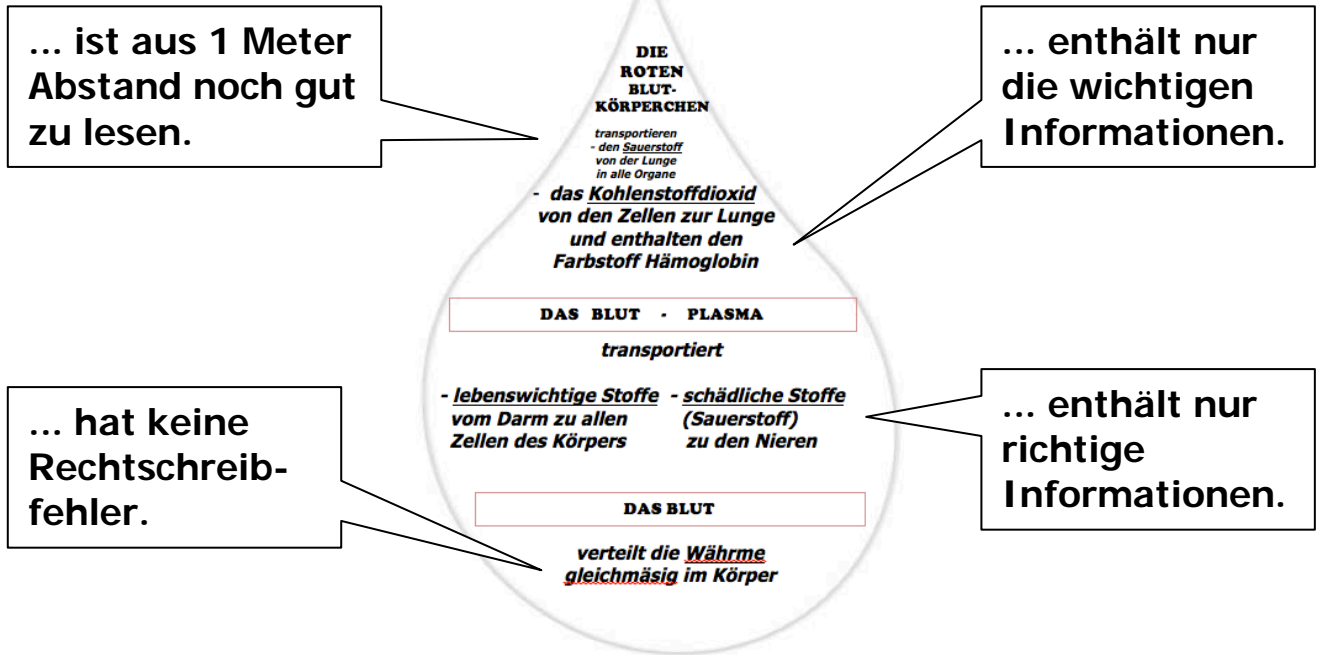 ... ist aus 1 Meter
Abstand noch gut
zu lesen.
... enthält nur
die wichtigen
Informationen.
DIE
ROTEN
BLUT-
KÖRPERCHEN
transportieren
- den Sauerstoff
von der Lunge
in alle Organe
- das Kohlenstoffdioxid
von den Zellen zur Lunge
und enthalten den
Farbstoff Hämoglobin
DAS BLUT - PLASMA
transportiert
- lebenswichtige Stoffe
vom Darm zu allen
Zellen des Körpers
- schädliche Stoffe
(Sauerstoff)
zu den Nieren
... hat keine
Rechtschreib-
fehler.
... enthält nur
richtige
Informationen.
DAS BLUT
verteilt die Währme
gleichmäsig im Körper